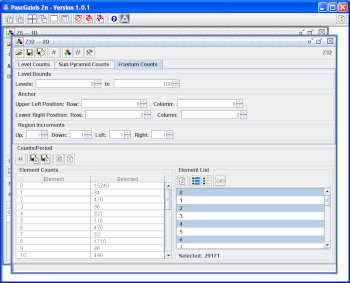 PascGalois Zn - Version 1.0.1
Z5 --- 1D
Z32 --- 2D
Z32
Level Counts Sub-Pyramid Counts Frustum Counts
Level Bounds
Levels: 0 to 100
Anchor
Upper Left Position: Row: 0 Column: 0
Lower Right Position: Row: 0 Column: 0
Region Increments
Up: 1 Down: 1 Left: 1 Right: 1
Counts/Period
Element Counts
Element Selected
0 15249
1 84
2 470
3 96
4 821
5 116
6 420
7 92
8 1710
9 96
10 490
Element List
0
1
2
3
4
5
6
7
Selected: 29171